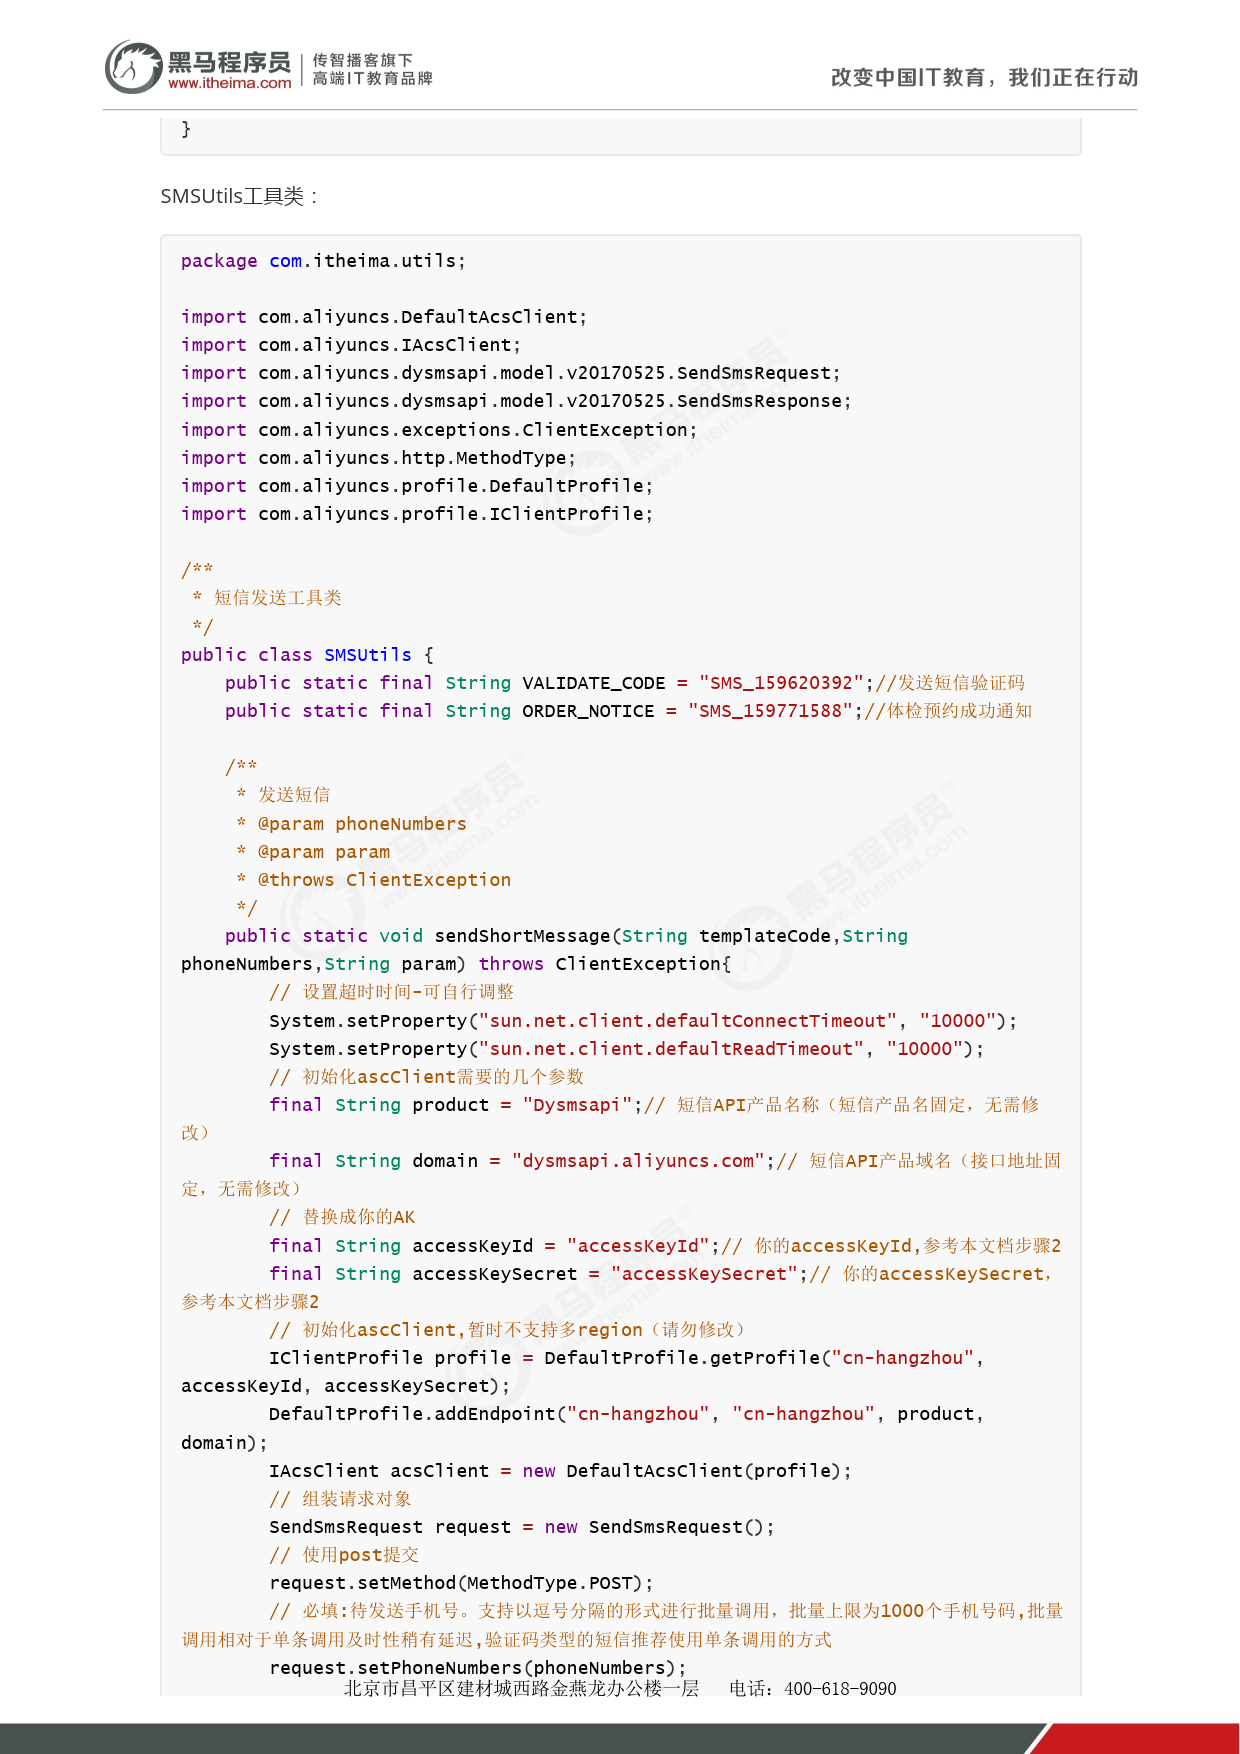 黑马程序员
www.itheima.com
传智播客旗下
高端IT教育品牌
改变中国IT教育，我们正在行动
}
SMSUtils工具类：
package com.itheima.utils;
import com.aliyuncs.DefaultAcsClient;
import com.aliyuncs.IAcsClient;
import com.aliyuncs.dysmsapi.model.v20170525.SendSmsRequest;
import com.aliyuncs.dysmsapi.model.v20170525.SendSmsResponse;
import com.aliyuncs.exceptions.ClientException;
import com.aliyuncs.http.MethodType;
import com.aliyuncs.profile.DefaultProfile;
import com.aliyuncs.profile.IClientProfile;
/**
 * 短信发送工具类
 */
public class SMSUtils {
    public static final String VALIDATE_CODE = "SMS_159620392";//发送短信验证码
    public static final String ORDER_NOTICE = "SMS_159771588";//体检预约成功通知
    /**
     * 发送短信
     * @param phoneNumbers
     * @param param
     * @throws ClientException
     */
    public static void sendShortMessage(String templateCode,String
phoneNumbers,String param) throws ClientException{
        // 设置超时时间-可自行调整
        System.setProperty("sun.net.client.defaultConnectTimeout", "10000");
        System.setProperty("sun.net.client.defaultReadTimeout", "10000");
        // 初始化ascClient需要的几个参数
        final String product = "Dysmsapi";// 短信API产品名称（短信产品名固定，无需修
改）
        final String domain = "dysmsapi.aliyuncs.com";// 短信API产品域名（接口地址固
定，无需修改）
        // 替换成你的AK
        final String accessKeyId = "accessKeyId";// 你的accessKeyId,参考本文档步骤2
        final String accessKeySecret = "accessKeySecret";// 你的accessKeySecret，
参考本文档步骤2
        // 初始化ascClient,暂时不支持多region（请勿修改）
        IClientProfile profile = DefaultProfile.getProfile("cn-hangzhou",
accessKeyId, accessKeySecret);
        DefaultProfile.addEndpoint("cn-hangzhou", "cn-hangzhou", product,
domain);
        IAcsClient acsClient = new DefaultAcsClient(profile);
        // 组装请求对象
        SendSmsRequest request = new SendSmsRequest();
        // 使用post提交
        request.setMethod(MethodType.POST);
        // 必填:待发送手机号。支持以逗号分隔的形式进行批量调用，批量上限为1000个手机号码,批量
调用相对于单条调用及时性稍有延迟,验证码类型的短信推荐使用单条调用的方式
        request.setPhoneNumbers(phoneNumbers);
北京市昌平区建材城西路金燕龙办公楼一层 电话：400-618-9090